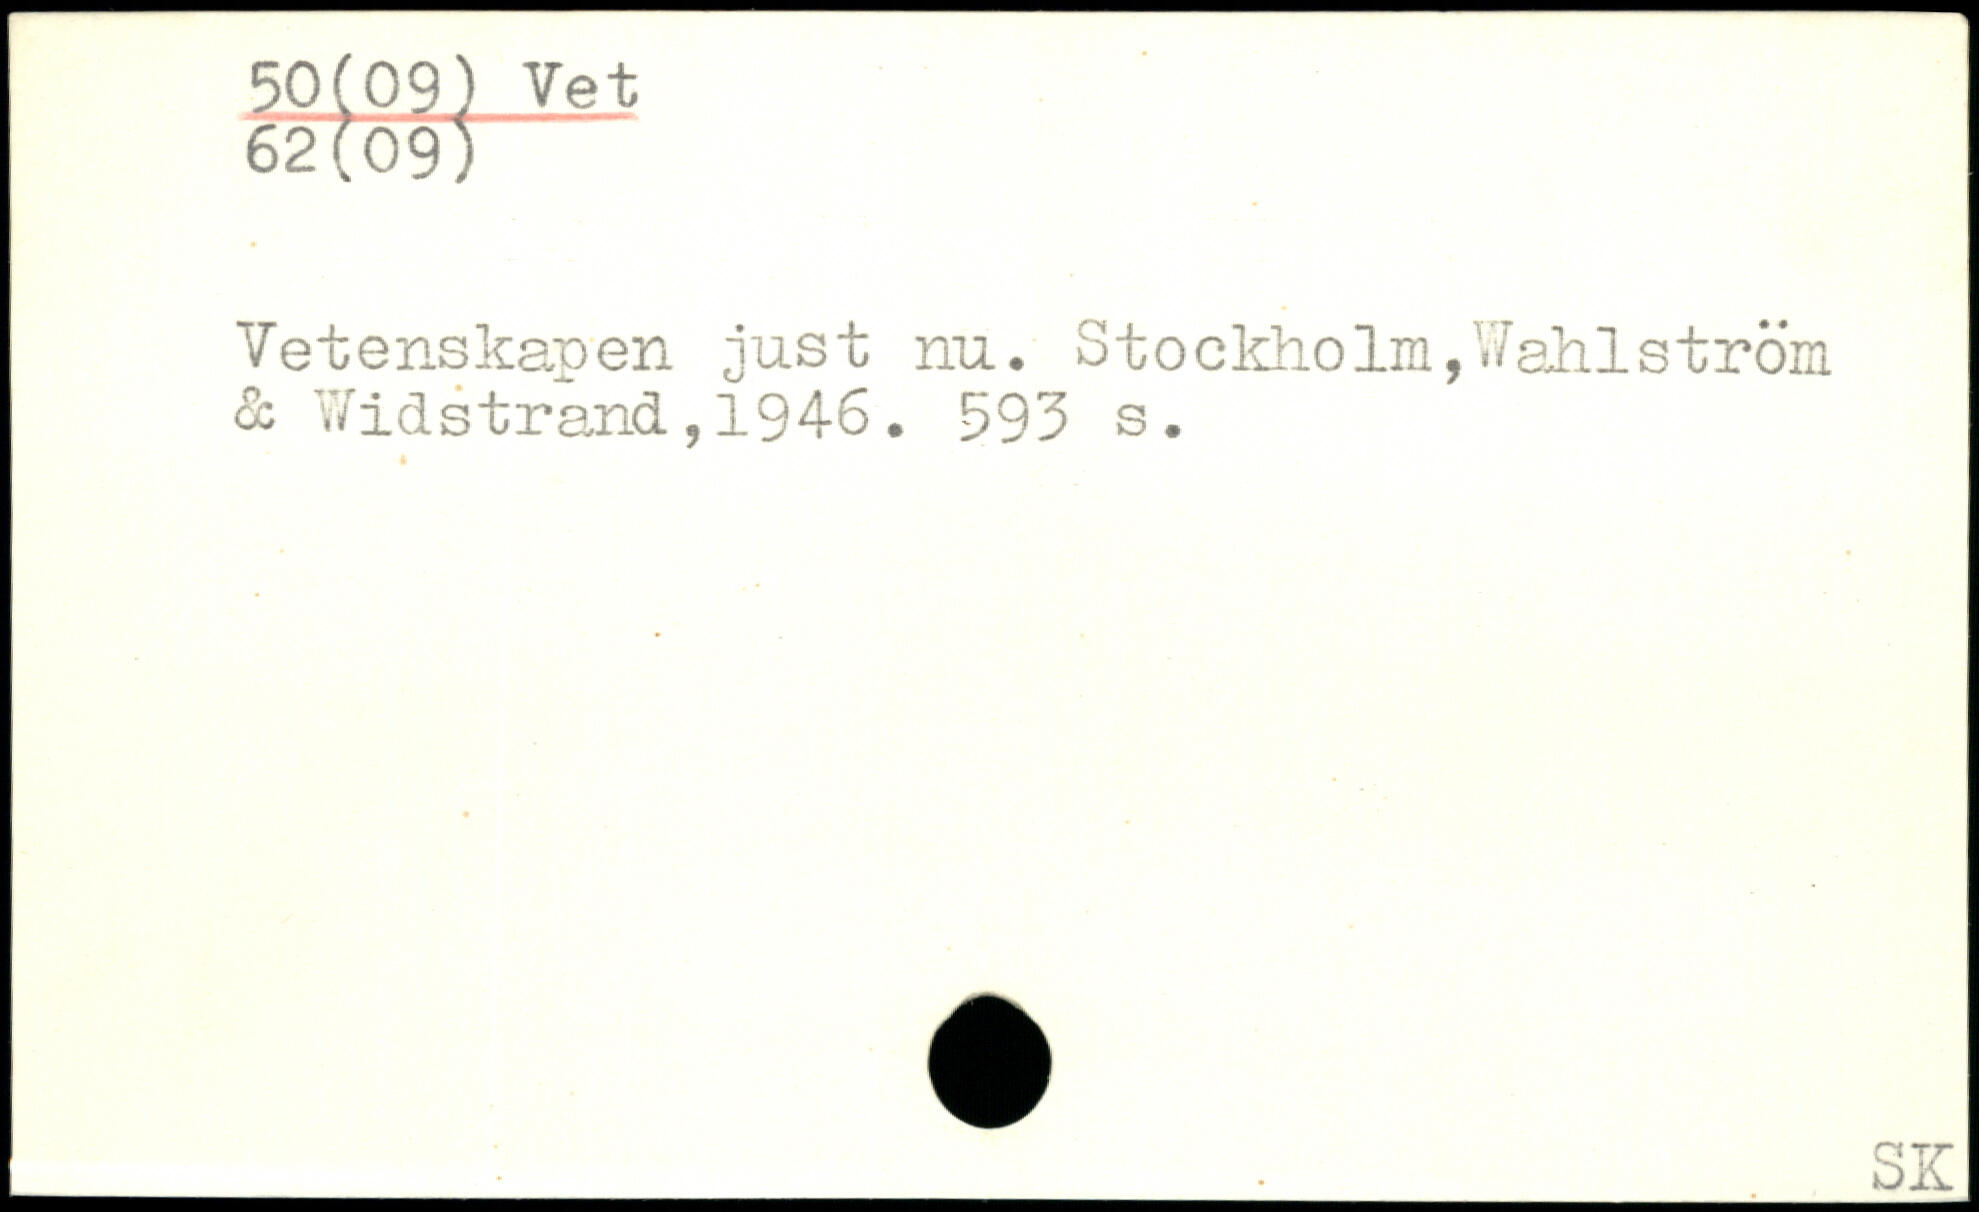 50(09) Vet
62(09)
Vetenskapen just nu. Stockholm,Wahlström
& Widstrand,1946. 593 s.
SK